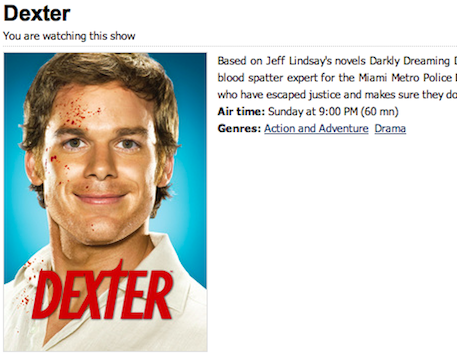 Dexter
You are watching this show
Based on Jeff Lindsay's novels Darkly Dreaming
blood spatter expert for the Miami Metro Police
who have escaped justice and makes sure they do
Air time: Sunday at 9:00 PM (60 mn)
Genres: Action and Adventure Drama
DEXTER